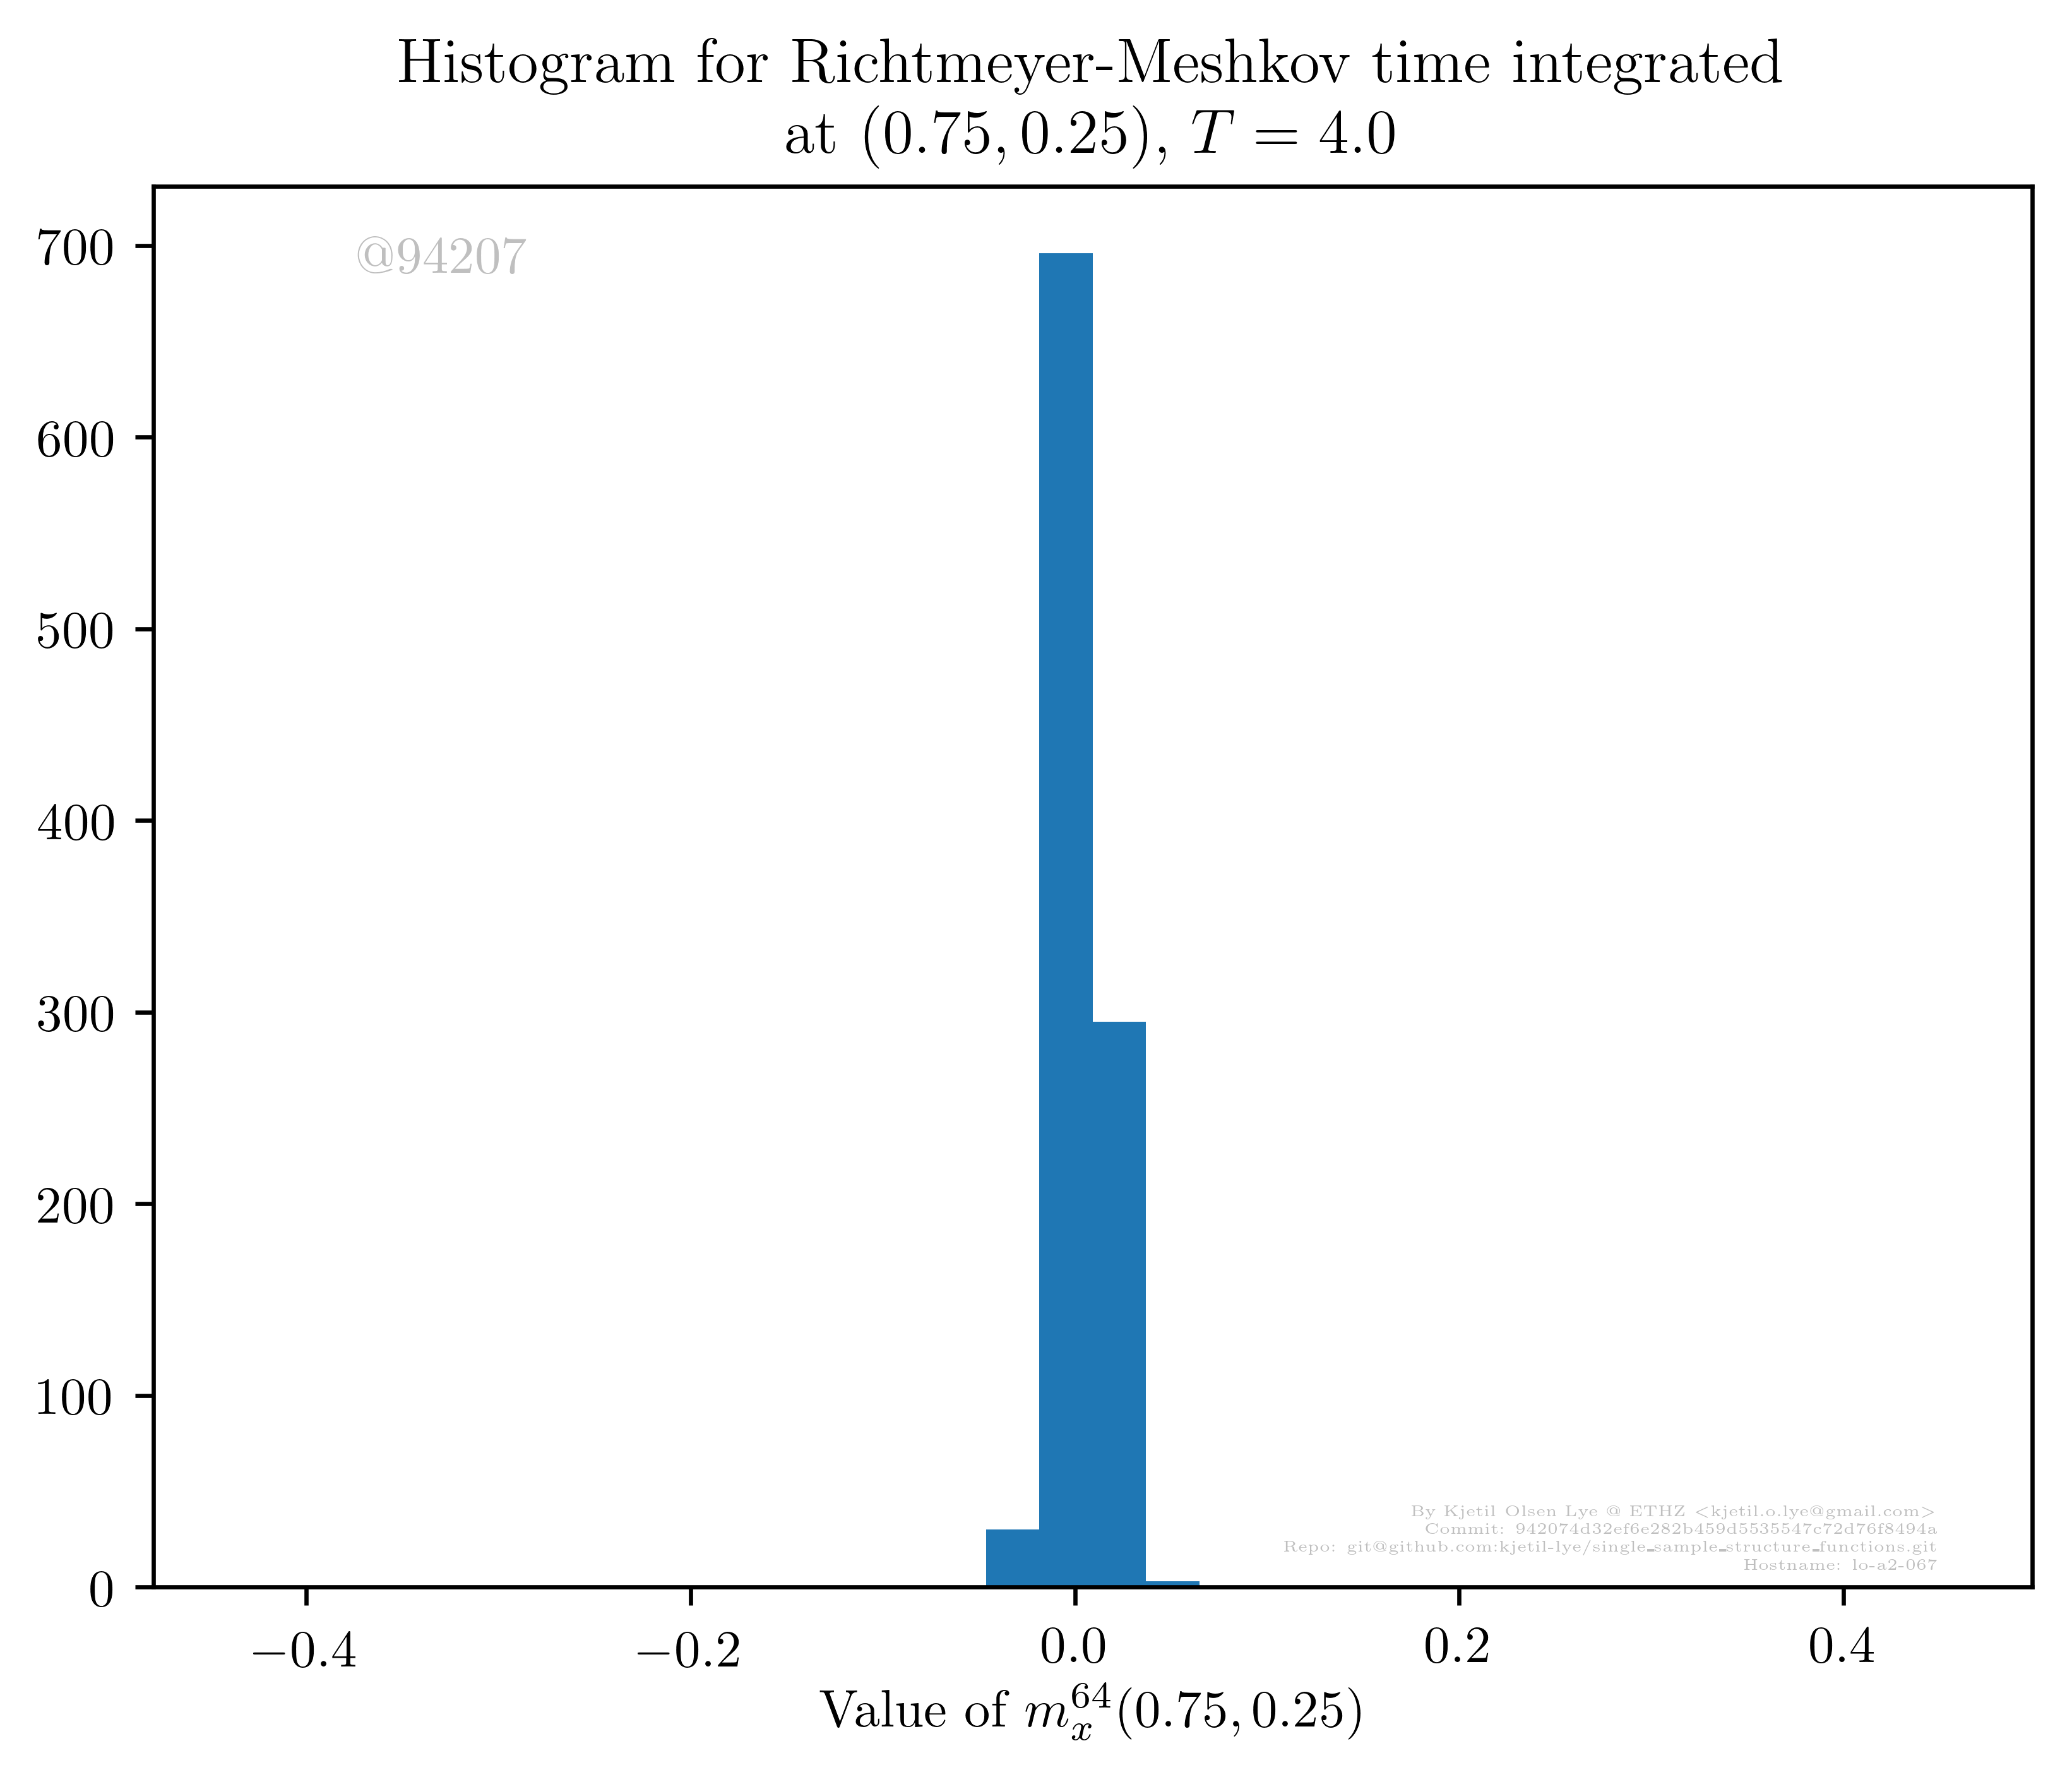 Histogram for Richtmeyer-Meshkov time integrated
at (0.75, 0.25), T = 4.0
©94207
700
600
500
400
300
200
100
0
By Kjetil Olsen Lye @ ETHZ <kjetil.o.lye@gmail.com>
Commit: 942074d32ef6e282b459d5535547c72d76f8494a
Repo: git@github.com:kjetil-lye/single_sample_structure_functions.git
Hostname: lo-a2-067
−0.4 −0.2 0.0 0.2 0.4
Value of m_x^64(0.75, 0.25)